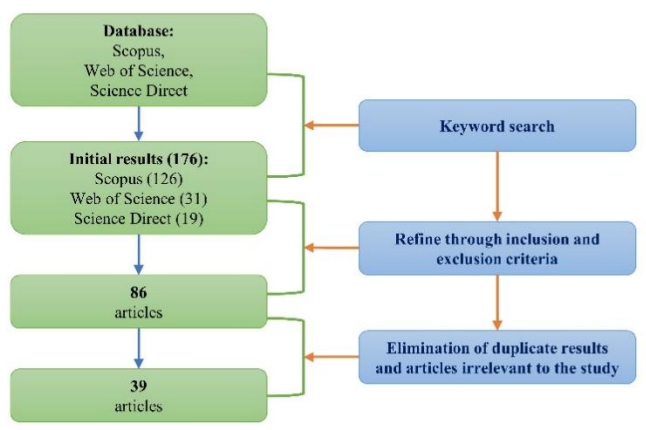 Database:
Scopus,
Web of Science,
Science Direct
Keyword search
Initial results (176):
Scopus (126)
Web of Science (31)
Science Direct (19)
Refine through inclusion and
exclusion criteria
86
articles
Elimination of duplicate results
and articles irrelevant to the study
39
articles